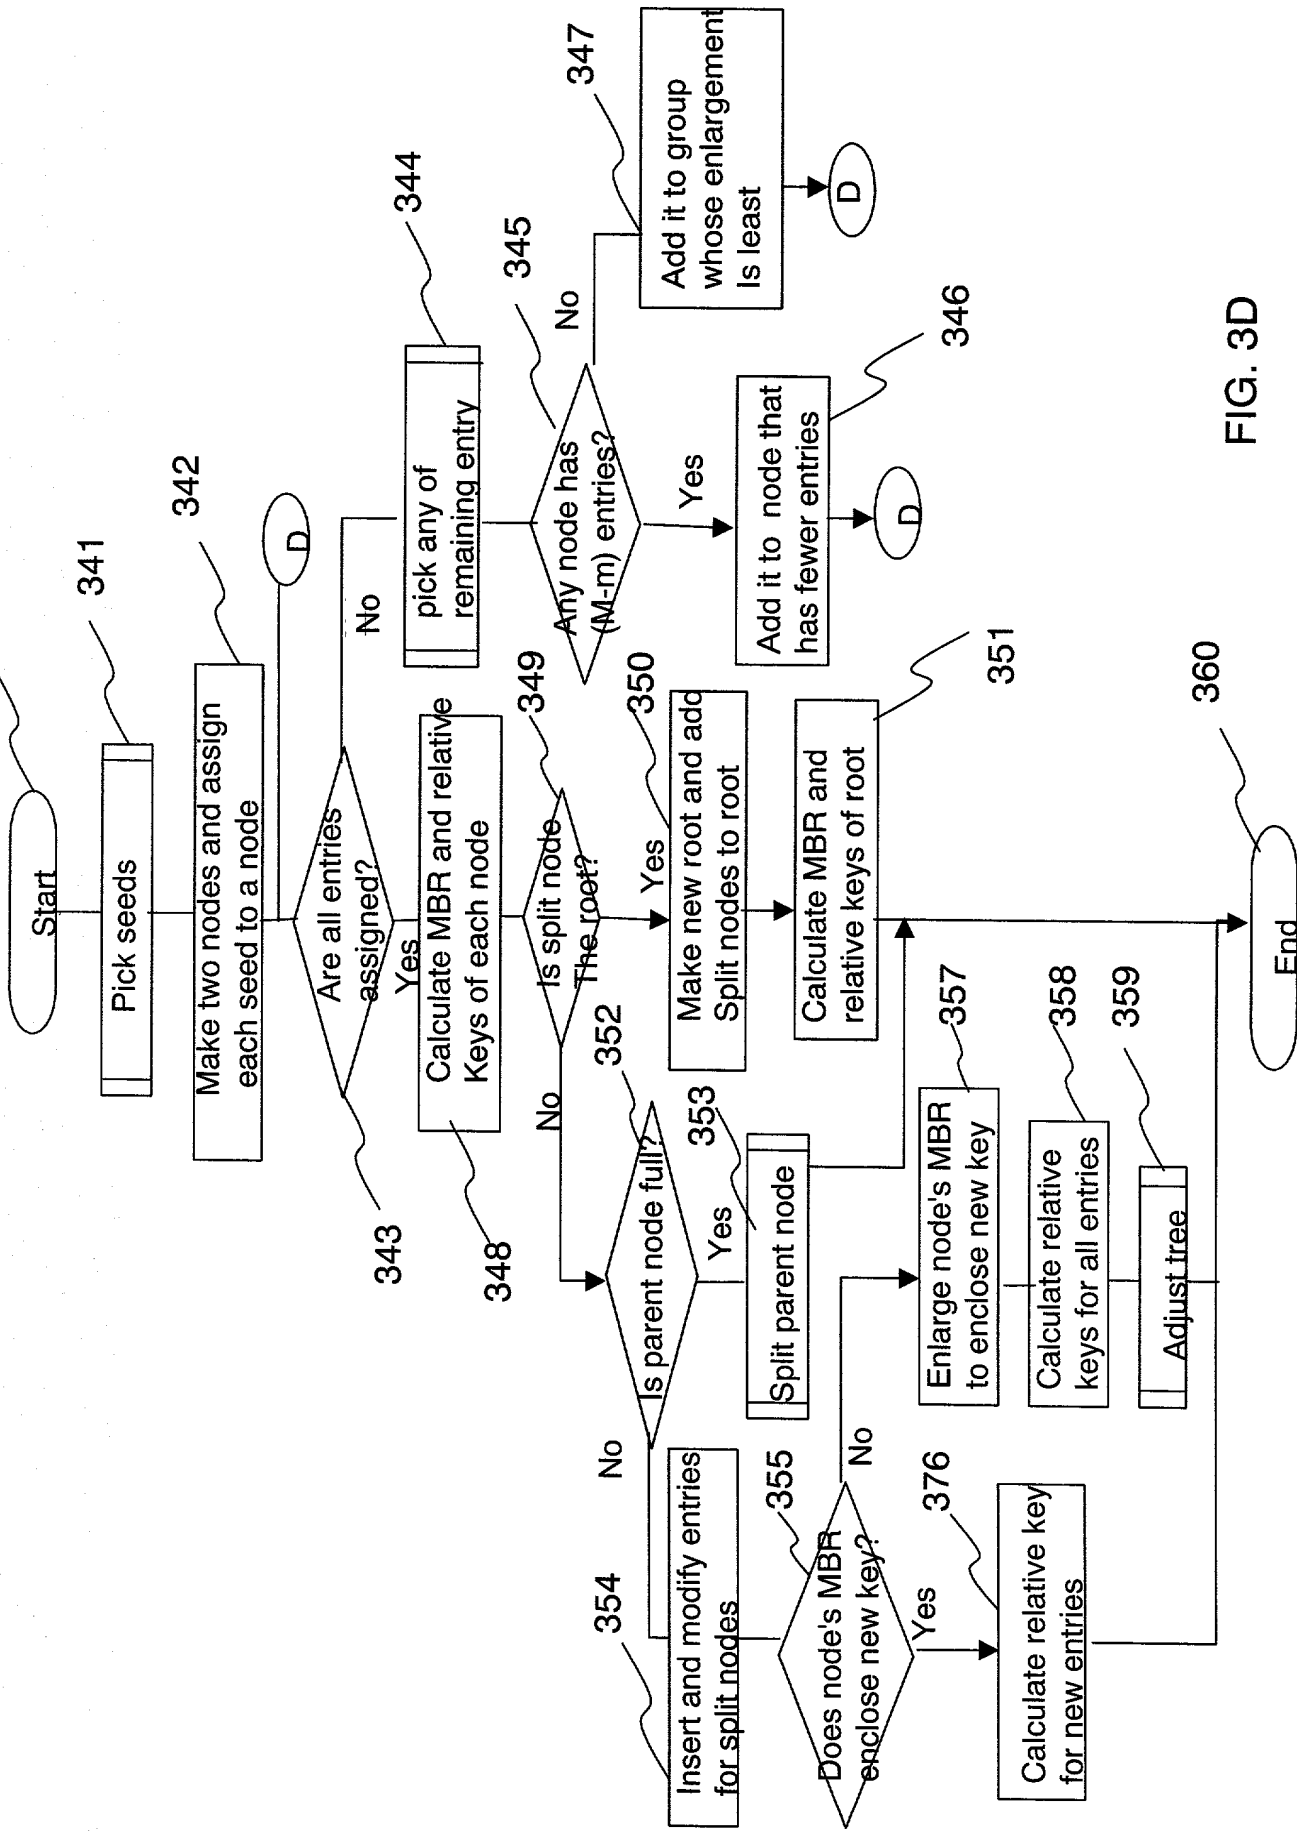 Start
Pick seeds
341
Make two nodes and assign
each seed to a node
342
D
Are all entries
assigned?
343
No
Yes
pick any of
remaining entry
344
Calculate MBR and relative
Keys of each node
348
Any node has
(M-m) entries?
345
No
Yes
Add it to group
whose enlargement
Is least
347
D
Add it to node that
has fewer entries
346
D
Is split node
The root?
349
No
Yes
Make new root and add
Split nodes to root
350
Calculate MBR and
relative keys of root
351
Is parent node full?
352
No
Yes
Split parent node
353
Insert and modify entries
for split nodes
354
Does node's MBR
enclose new key?
355
No
Yes
Enlarge node's MBR
to enclose new key
357
Calculate relative
keys for all entries
358
Adjust tree
359
Calculate relative key
for new entries
376
End
360
FIG. 3D